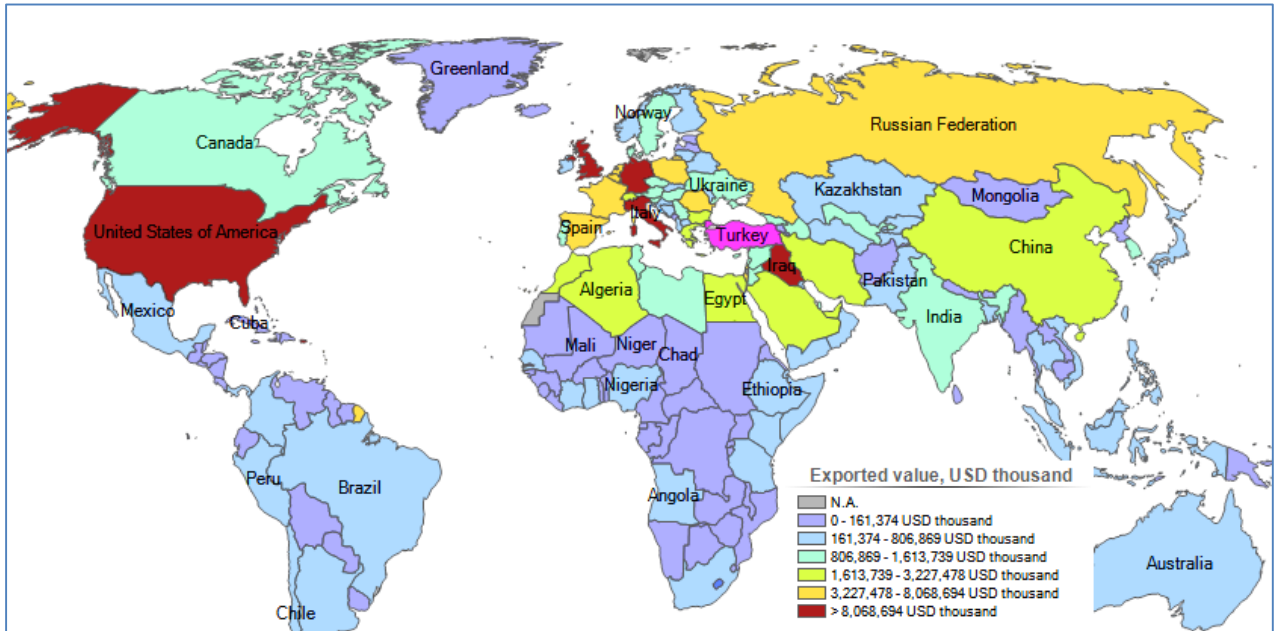 Greenland
Norway
Russian Federation
Canada
Ukraine
Kazakhstan
Mongolia
United States of America
Italy
Spain
Turkey
China
Iraq
Pakistan
Algeria
Egypt
Mexico
India
Cuba
Mali
Niger
Chad
Nigeria
Ethiopia
Peru
Brazil
Angola
Australia
Chile
Exported value, USD thousand
N.A.
0 - 161,374 USD thousand
161,374 - 806,869 USD thousand
806,869 - 1,613,739 USD thousand
1,613,739 - 3,227,478 USD thousand
3,227,478 - 8,068,694 USD thousand
> 8,068,694 USD thousand